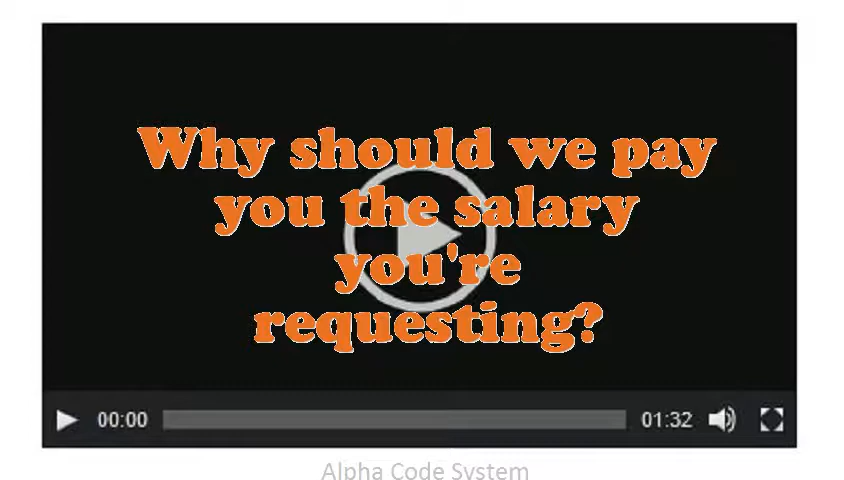 Why should we pay
you the salary
you're
requesting?
00:00 01:32
Alpha Code System